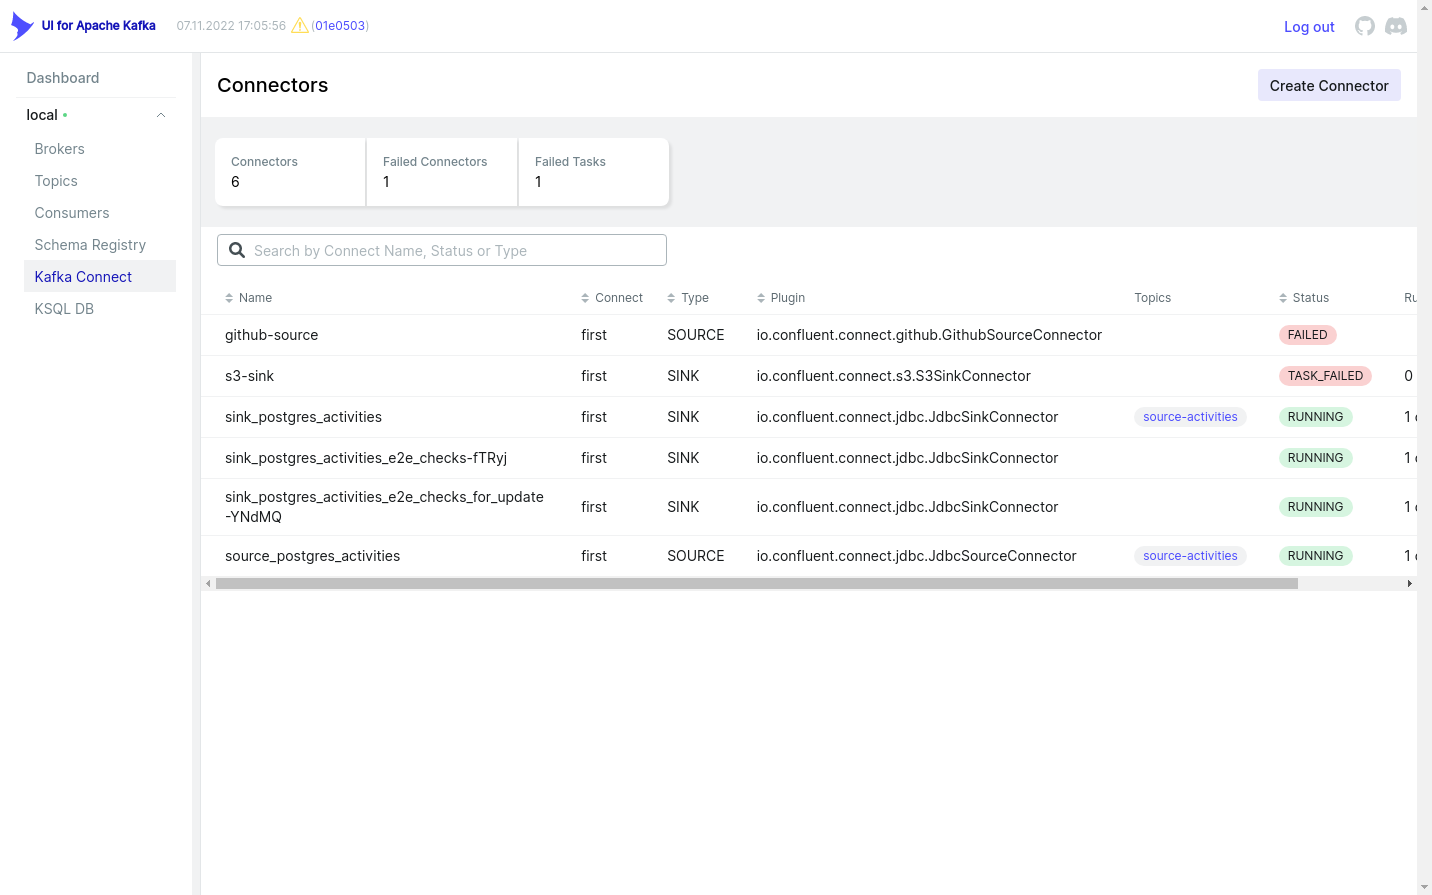 UI for Apache Kafka 07.11.2022 17:05:56 (01e0503) Log out
Dashboard
local
Brokers
Topics
Consumers
Schema Registry
Kafka Connect
KSQL DB
Connectors Create Connector
Connectors Failed Connectors Failed Tasks
6 1 1
Search by Connect Name, Status or Type
Name Connect Type Plugin Topics Status
github-source first SOURCE io.confluent.connect.github.GithubSourceConnector FAILED
s3-sink first SINK io.confluent.connect.s3.S3SinkConnector TASK_FAILED 0
sink_postgres_activities first SINK io.confluent.connect.jdbc.JdbcSinkConnector source-activities RUNNING 1
sink_postgres_activities_e2e_checks-fTRyj first SINK io.confluent.connect.jdbc.JdbcSinkConnector RUNNING 1
sink_postgres_activities_e2e_checks_for_update
-YNdMQ first SINK io.confluent.connect.jdbc.JdbcSinkConnector RUNNING 1
source_postgres_activities first SOURCE io.confluent.connect.jdbc.JdbcSourceConnector source-activities RUNNING 1